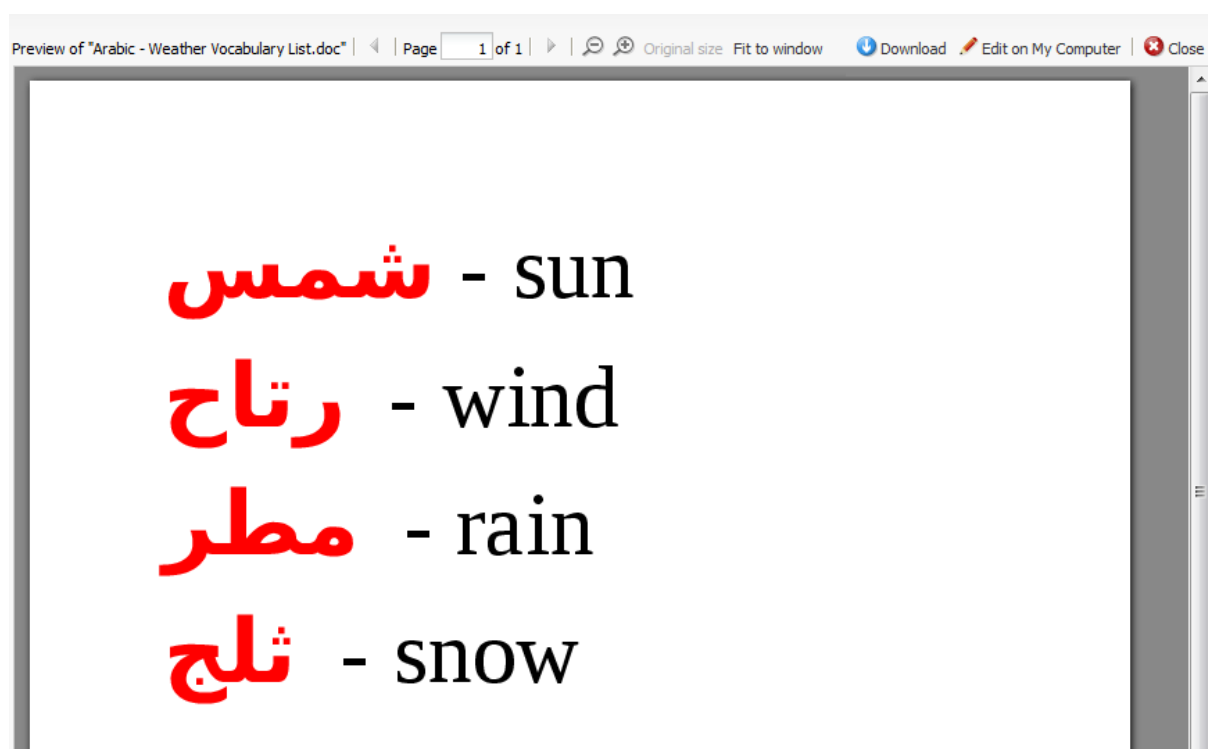 Preview of "Arabic - Weather Vocabulary List.doc" Page 1 of 1 Original size Fit to window Download Edit on My Computer Close
شمس - sun
رتاح - wind
مطر - rain
ثلج - snow